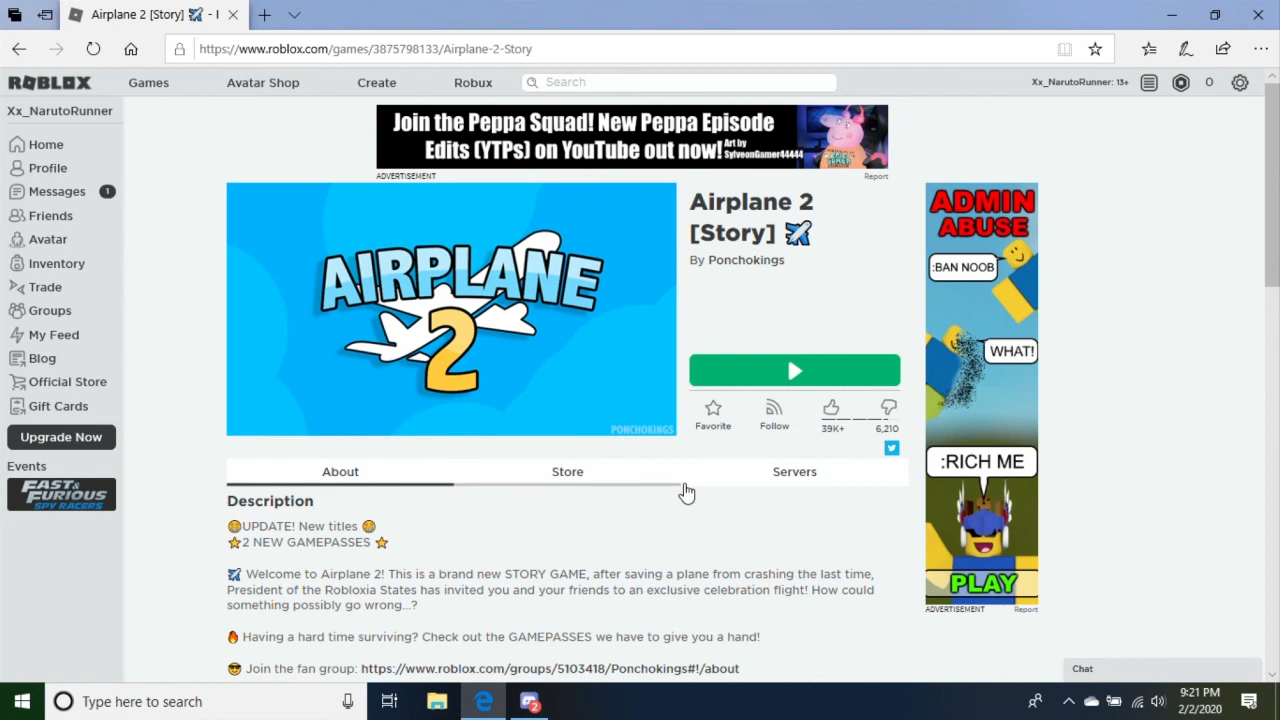 Airplane 2 [Story] ✈️ - I
https://www.roblox.com/games/3875798133/Airplane-2-Story
ROBLOX
Games
Avatar Shop
Create
Robux
Search
Xx_NarutoRunner: 13+
0
Xx_NarutoRunner
Home
Profile
Messages 1
Friends
Avatar
Inventory
Trade
Groups
My Feed
Blog
Official Store
Gift Cards
Upgrade Now
Events
FAST & FURIOUS
SPY RACERS
Join the Peppa Squad! New Peppa Episode
Edits (YTPs) on YouTube out now!
Art by
SylveonGamer44444
ADVERTISEMENT
Report
AIRPLANE
2
PONCHOKINGS
Airplane 2
[Story] ✈️
By Ponchokings
Favorite
Follow
39K+
6,210
About
Store
Servers
Description
😁UPDATE! New titles 😁
⭐2 NEW GAMEPASSES ⭐
✈️ Welcome to Airplane 2! This is a brand new STORY GAME, after saving a plane from crashing the last time,
President of the Robloxia States has invited you and your friends to an exclusive celebration flight! How could
something possibly go wrong...?
🔥 Having a hard time surviving? Check out the GAMEPASSES we have to give you a hand!
😎 Join the fan group: https://www.roblox.com/groups/5103418/Ponchokings#!/about
ADMIN
ABUSE
:BAN NOOB
WHAT!
:RICH ME
PLAY
ADVERTISEMENT
Report
Chat
Type here to search
2
9:21 PM
2/2/2020